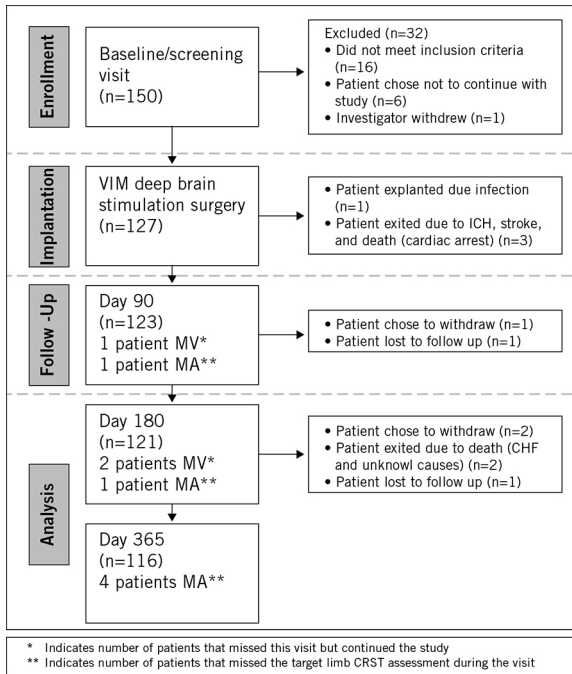 Enrollment
Baseline/screening
visit
(n=150)
Excluded (n=32)
• Did not meet inclusion criteria
(n=16)
• Patient chose not to continue with
study (n=6)
• Investigator withdrew (n=1)
Implantation
VIM deep brain
stimulation surgery
(n=127)
• Patient explanted due infection
(n=1)
• Patient exited due to ICH, stroke,
and death (cardiac arrest) (n=3)
Follow -Up
Day 90
(n=123)
1 patient MV*
1 patient MA**
• Patient chose to withdraw (n=1)
• Patient lost to follow up (n=1)
Analysis
Day 180
(n=121)
2 patients MV*
1 patient MA**
• Patient chose to withdraw (n=2)
• Patient exited due to death (CHF
and unknowl causes) (n=2)
• Patient lost to follow up (n=1)
Day 365
(n=116)
4 patients MA**
* Indicates number of patients that missed this visit but continued the study
** Indicates number of patients that missed the target limb CRST assessment during the visit